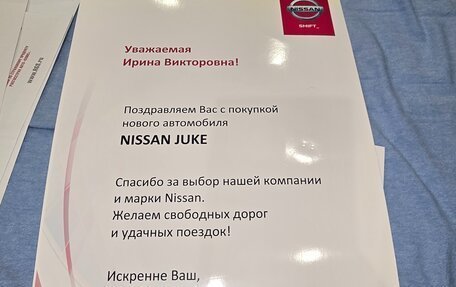 NISSAN
SHIFT_
Уважаемая
Ирина Викторовна!
Поздравляем Вас с покупкой
нового автомобиля
NISSAN JUKE
Спасибо за выбор нашей компании
и марки Nissan.
Желаем свободных дорог
и удачных поездок!
Искренне Ваш,